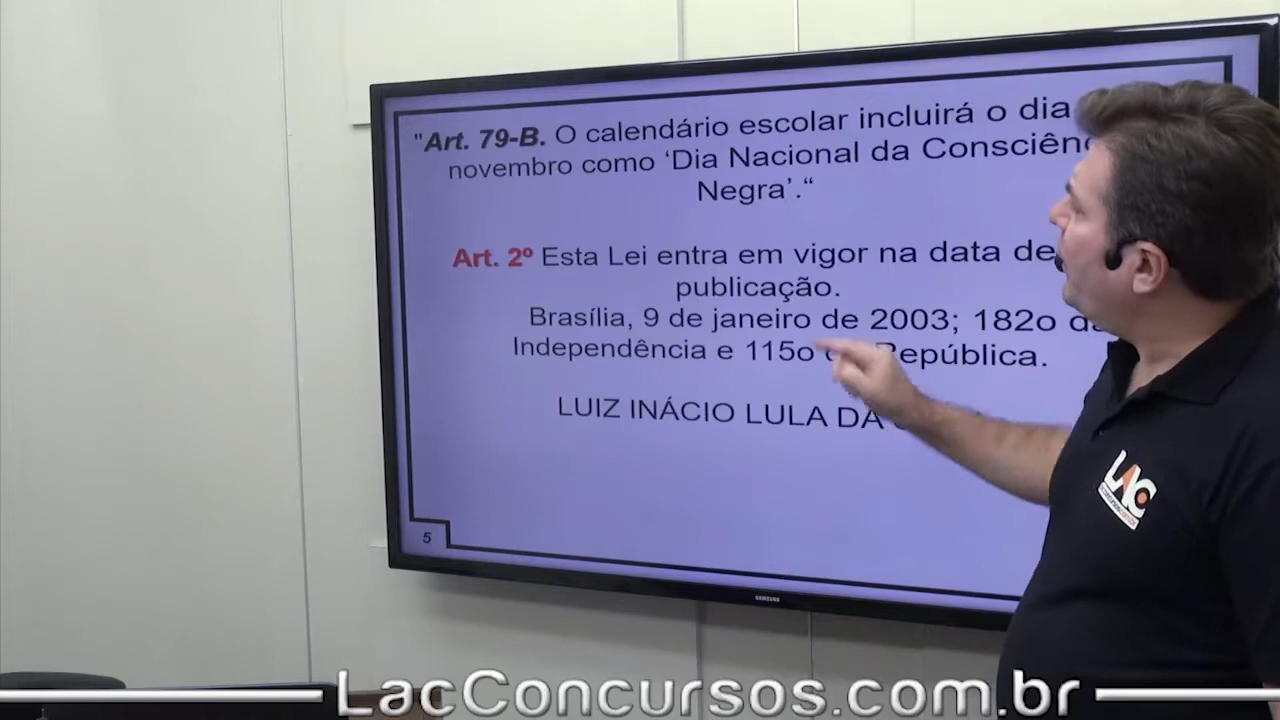 "Art. 79-B. O calendário escolar incluirá o dia
novembro como ‘Dia Nacional da Consciên
Negra’.“
Art. 2º Esta Lei entra em vigor na data de
publicação.
Brasília, 9 de janeiro de 2003; 182o da
Independência e 115o República.
LUIZ INÁCIO LULA DA
5
SAMSUNG
LAC
LacConcursos.com.br